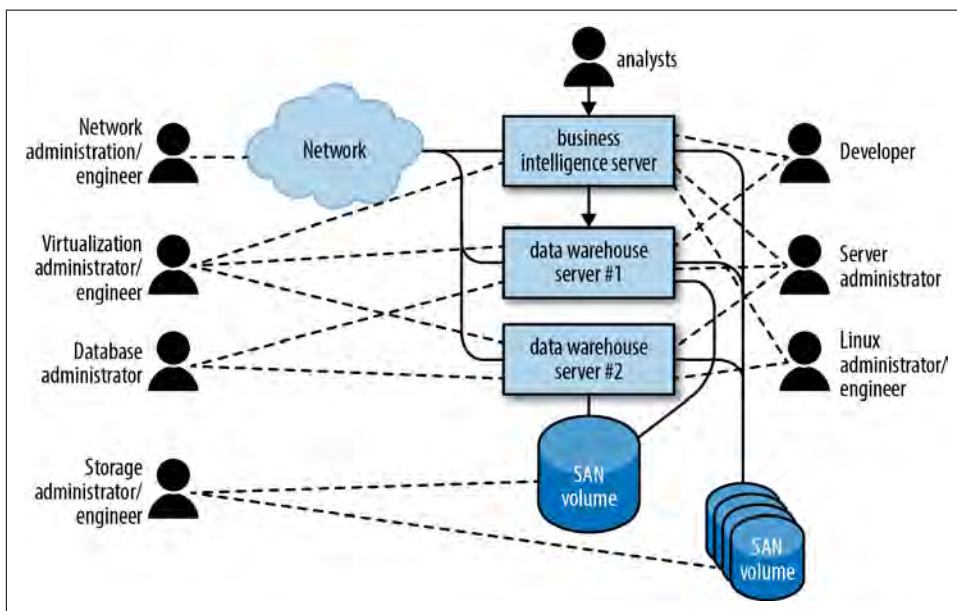 analysts
Network
administration/
engineer
Network
business
intelligence server
Developer
Virtualization
administrator/
engineer
data warehouse
server #1
Server
administrator
Database
administrator
data warehouse
server #2
Linux
administrator/
engineer
Storage
administrator/
engineer
SAN
volume
SAN
volume